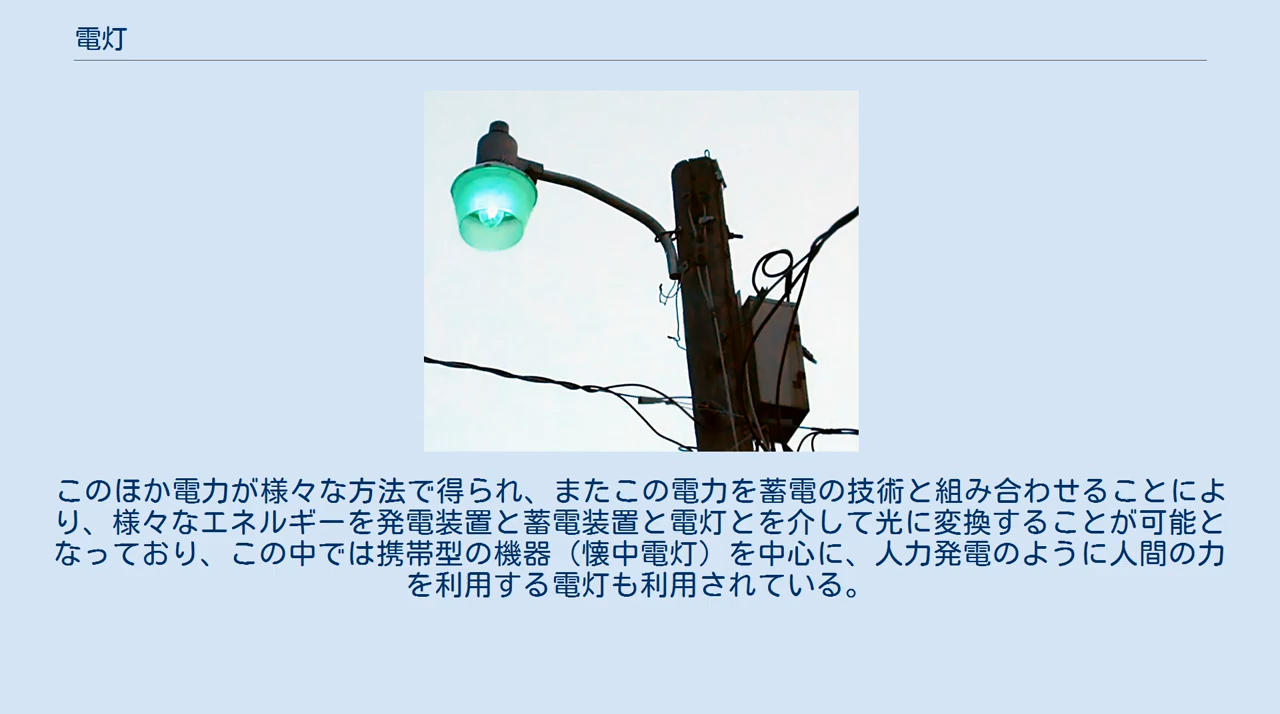 電灯
このほか電力が様々な方法で得られ、またこの電力を蓄電の技術と組み合わせることによ
り、様々なエネルギーを発電装置と蓄電装置と電灯とを介して光に変換することが可能と
なっており、この中では携帯型の機器（懐中電灯）を中心に、人力発電のように人間の力
を利用する電灯も利用されている。